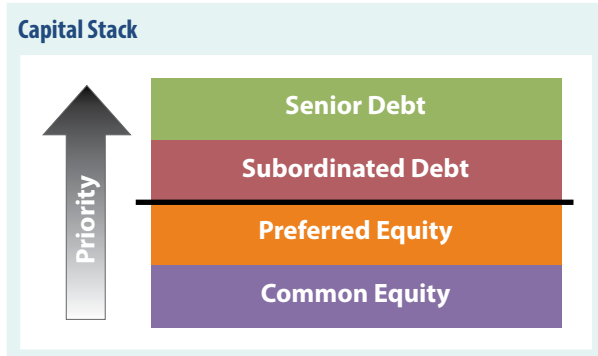 Capital Stack
Priority
Senior Debt
Subordinated Debt
Preferred Equity
Common Equity